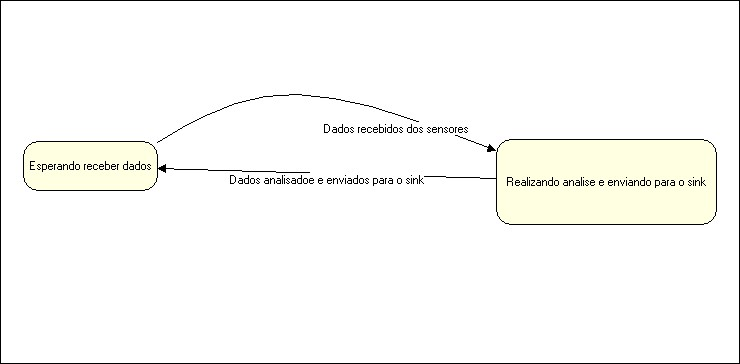 Dados recebidos dos sensores
Esperando receber dados
Dados analisadoe e enviados para o sink
Realizando analise e enviando para o sink